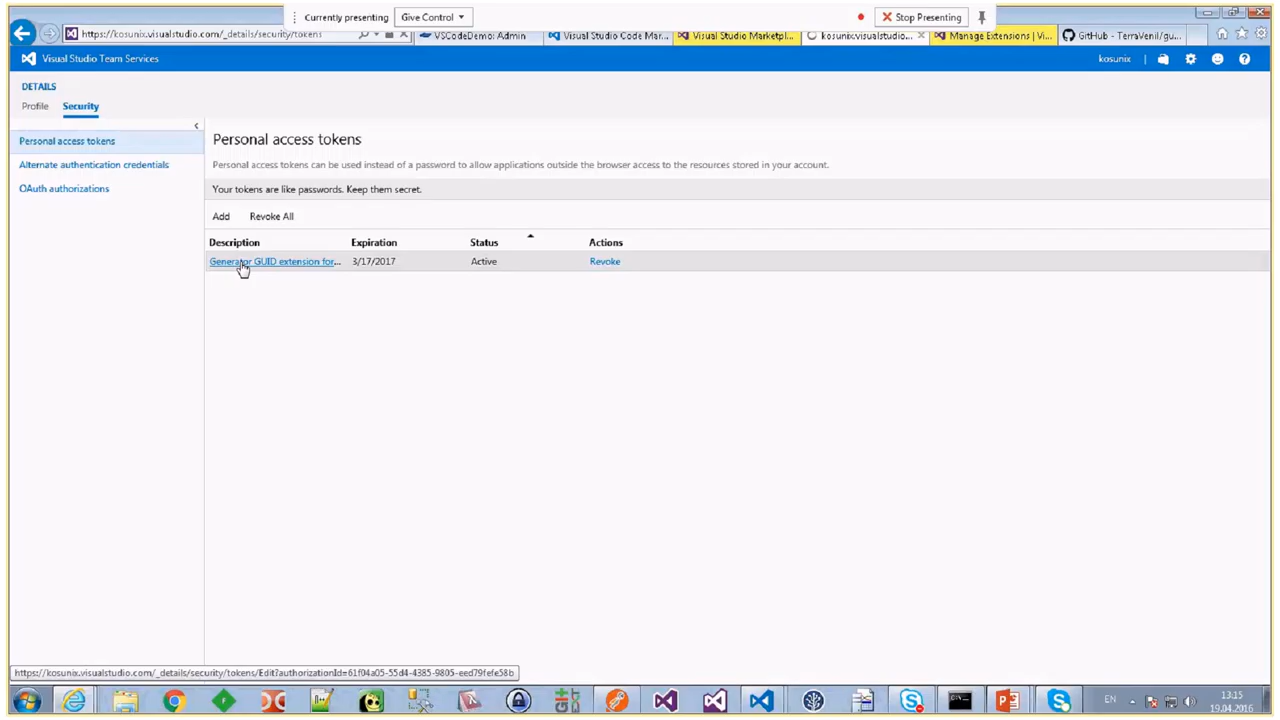 Currently presenting
Give Control
Stop Presenting
https://kosunix.visualstudio.com/_details/security/tokens
VSCodeDemo: Admin
Visual Studio Code Mar...
Visual Studio Marketpl...
kosunix.visualstudio...
Manage Extensions | Vi...
GitHub - TerraVenil/gu...
Visual Studio Team Services
kosunix
DETAILS
Profile
Security
Personal access tokens
Alternate authentication credentials
OAuth authorizations
Personal access tokens
Personal access tokens can be used instead of a password to allow applications outside the browser access to the resources stored in your account.
Your tokens are like passwords. Keep them secret.
Add
Revoke All
Description
Expiration
Status
Actions
Generator GUID extension for...
3/17/2017
Active
Revoke
https://kosunix.visualstudio.com/_details/security/tokens/Edit?authorizationId=61f04a05-55d4-4385-9805-eed79fefe58b
EN
13:15
19.04.2016